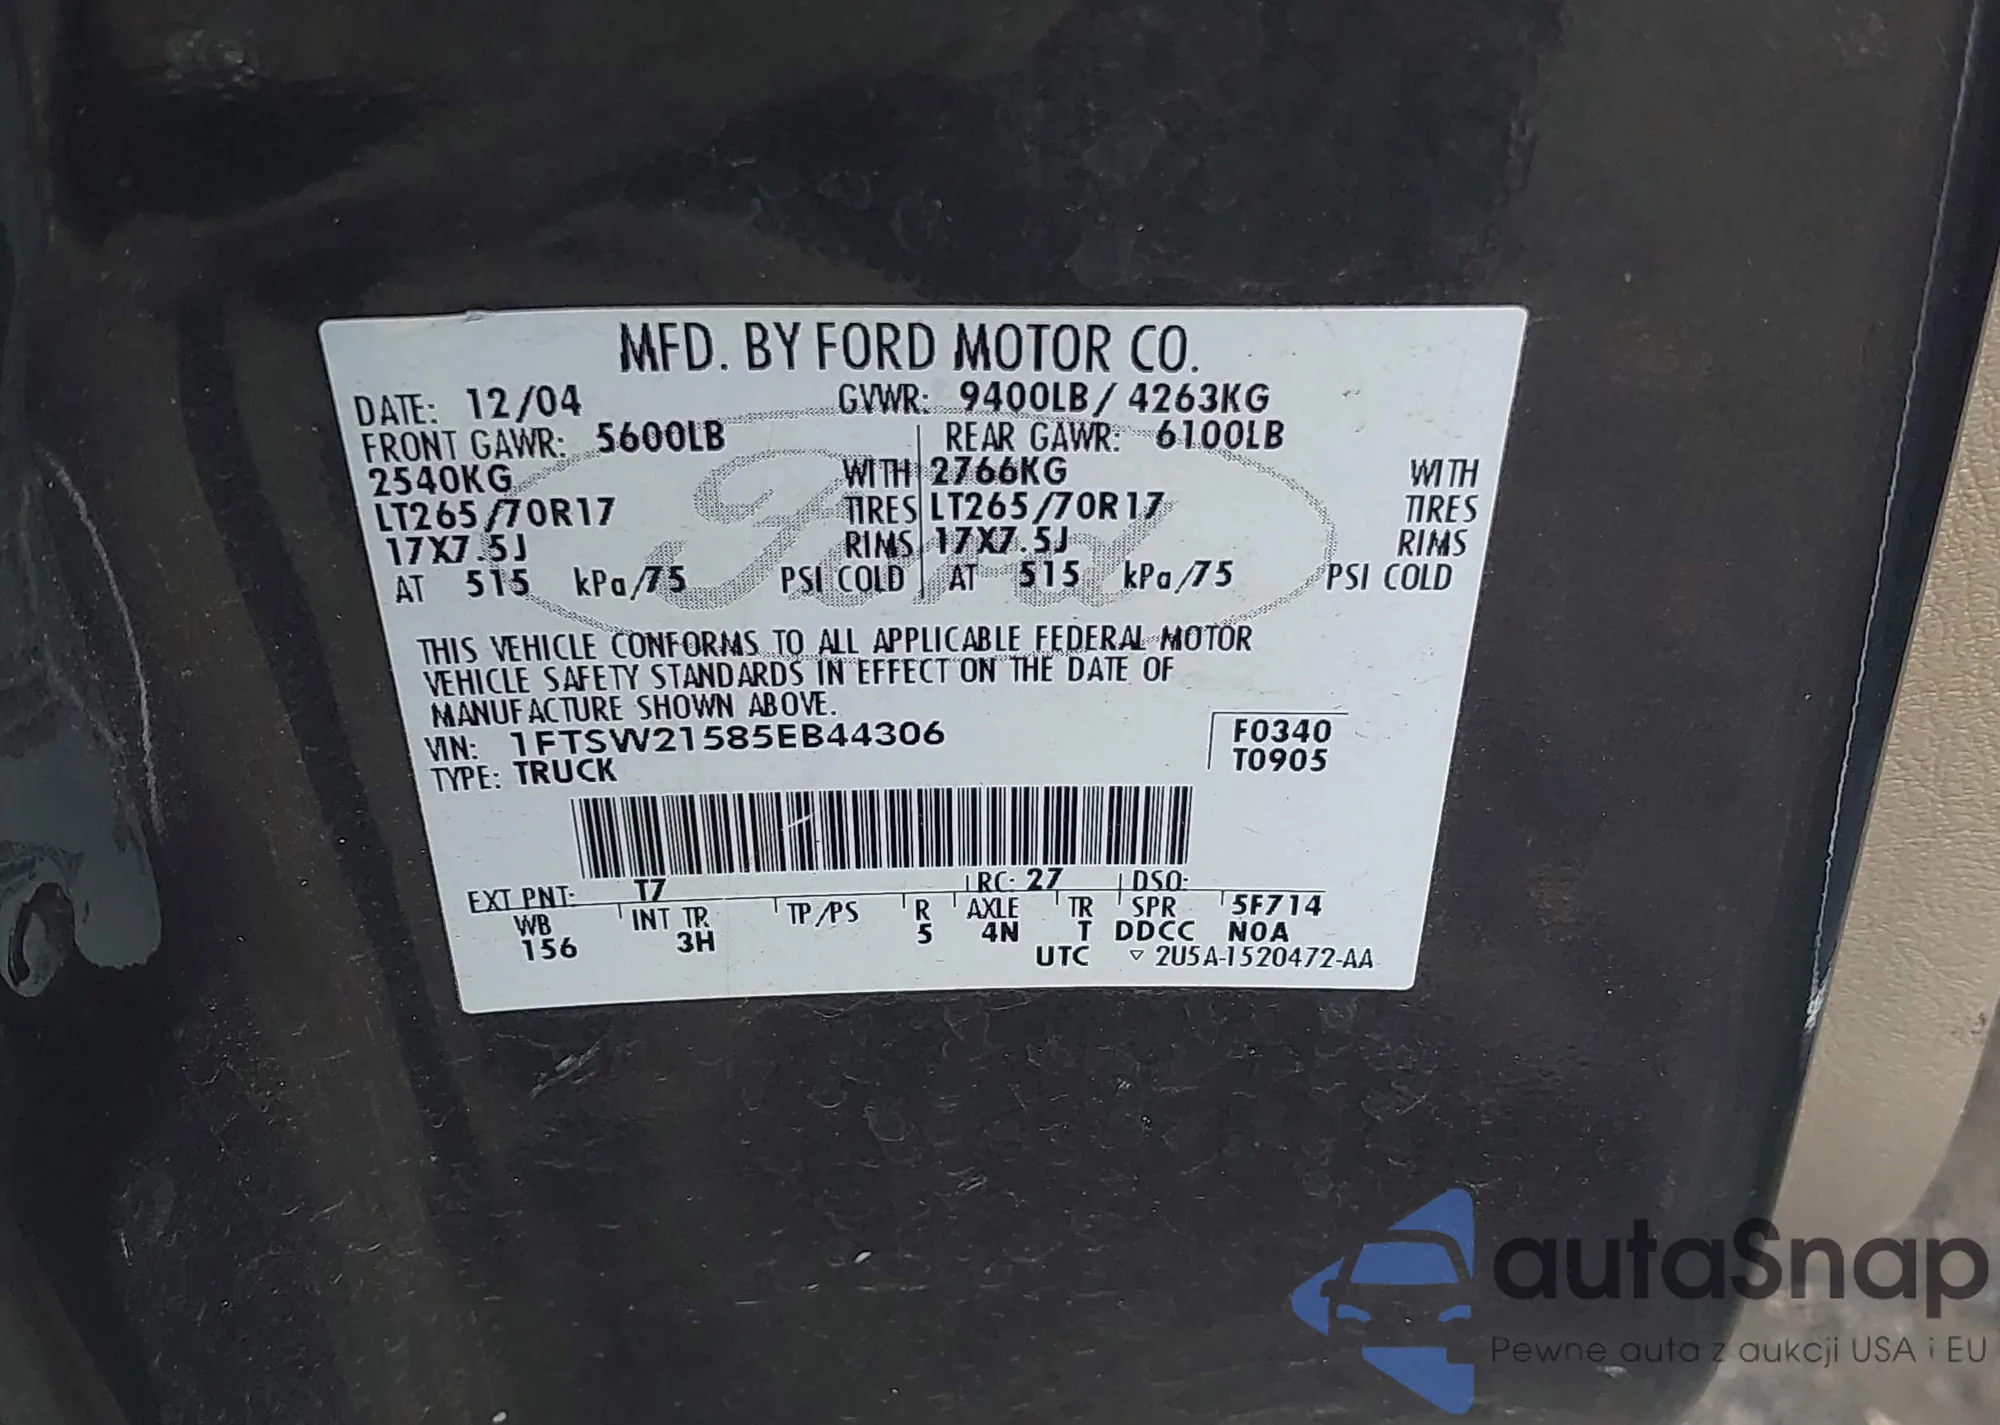 MFD. BY FORD MOTOR CO.
DATE: 12/04 GVWR: 9400LB/ 4263KG
FRONT GAWR: 5600LB REAR GAWR: 6100LB
2540KG WITH 2766KG WITH
LT265/70R17 TIRES LT265/70R17 TIRES
17X7.5J RIMS 17X7.5J RIMS
AT 515 kPa/75 PSI COLD AT 515 kPa/75 PSI COLD
THIS VEHICLE CONFORMS TO ALL APPLICABLE FEDERAL MOTOR
VEHICLE SAFETY STANDARDS IN EFFECT ON THE DATE OF
MANUFACTURE SHOWN ABOVE.
VIN: 1FTSW21585EB44306 F0340
TYPE: TRUCK T0905
EXT PNT: T7 RC: 27 DSO:
WB INT TR TP/PS R AXLE TR SPR 5F714
156 3H 5 4N T DDCC N0A
UTC ▽ 2U5A-1520472-AA
Ford
autaSnap
Pewne auta z aukcji USA i EU